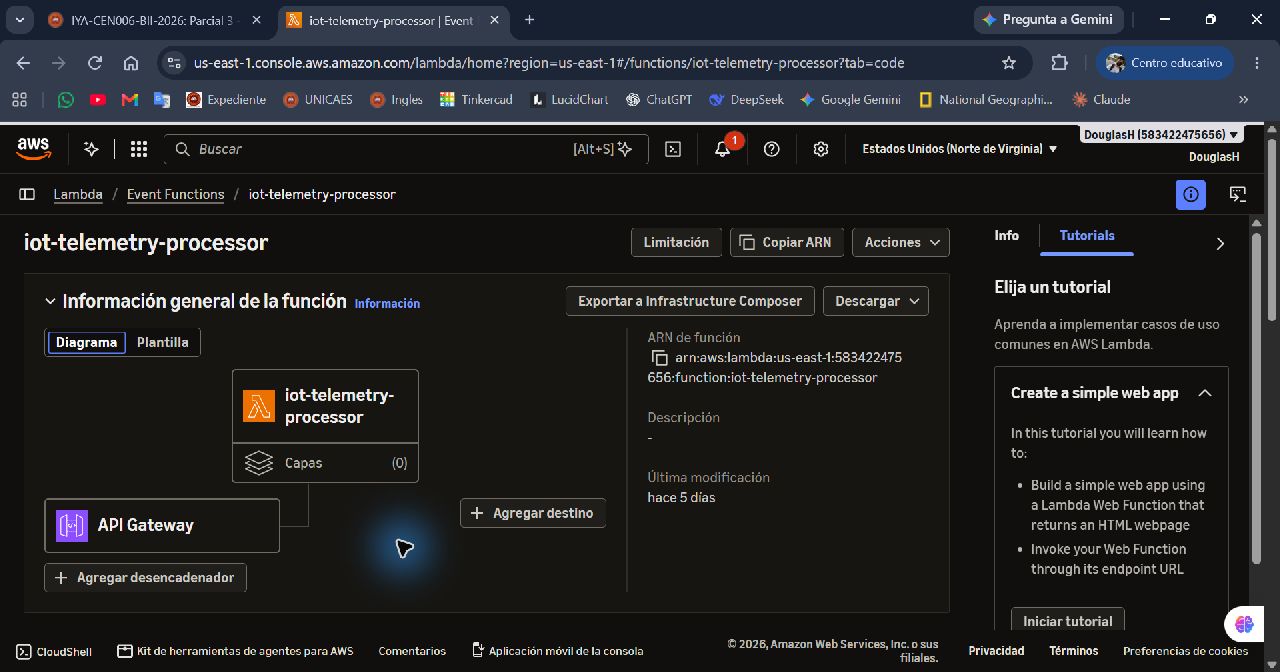 IYA-CEN006-BII-2026: Parcial 3 -
iot-telemetry-processor | Event
Pregunta a Gemini
us-east-1.console.aws.amazon.com/lambda/home?region=us-east-1#/functions/iot-telemetry-processor?tab=code
Centro educativo
Expediente
UNICAES
Ingles
Tinkercad
LucidChart
ChatGPT
DeepSeek
Google Gemini
National Geographi...
Claude
aws
Buscar
[Alt+S]
1
Estados Unidos (Norte de Virginia)
DouglasH (583422475656)
DouglasH
Lambda / Event Functions / iot-telemetry-processor
iot-telemetry-processor
Limitación
Copiar ARN
Acciones
Información general de la función Información
Exportar a Infrastructure Composer
Descargar
Diagrama
Plantilla
iot-telemetry-
processor
Capas (0)
API Gateway
Agregar destino
Agregar desencadenador
ARN de función
arn:aws:lambda:us-east-1:583422475
656:function:iot-telemetry-processor
Descripción
-
Última modificación
hace 5 días
Info
Tutorials
Elija un tutorial
Aprenda a implementar casos de uso
comunes en AWS Lambda.
Create a simple web app
In this tutorial you will learn how
to:
• Build a simple web app using
a Lambda Web Function that
returns an HTML webpage
• Invoke your Web Function
through its endpoint URL
Iniciar tutorial
CloudShell
Kit de herramientas de agentes para AWS
Comentarios
Aplicación móvil de la consola
© 2026, Amazon Web Services, Inc. o sus
filiales.
Privacidad
Términos
Preferencias de cookies